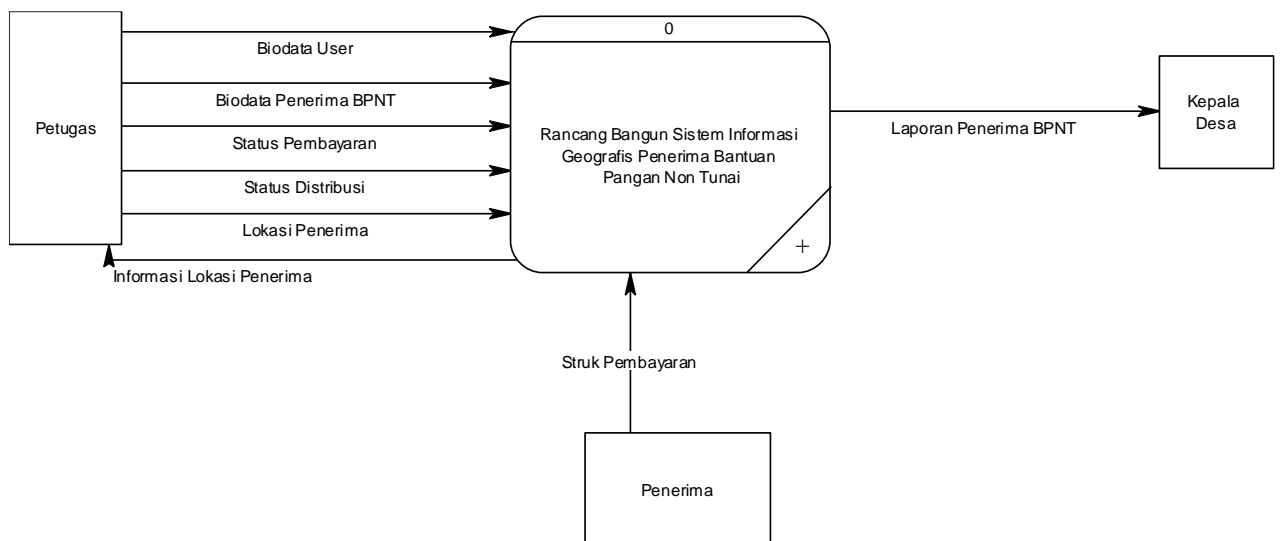 0
Biodata User
Biodata Penerima BPNT
Petugas
Status Pembayaran
Status Distribusi
Lokasi Penerima
Informasi Lokasi Penerima
Rancang Bangun Sistem Informasi
Geografis Penerima Bantuan
Pangan Non Tunai
+
Laporan Penerima BPNT
Kepala
Desa
Struk Pembayaran
Penerima